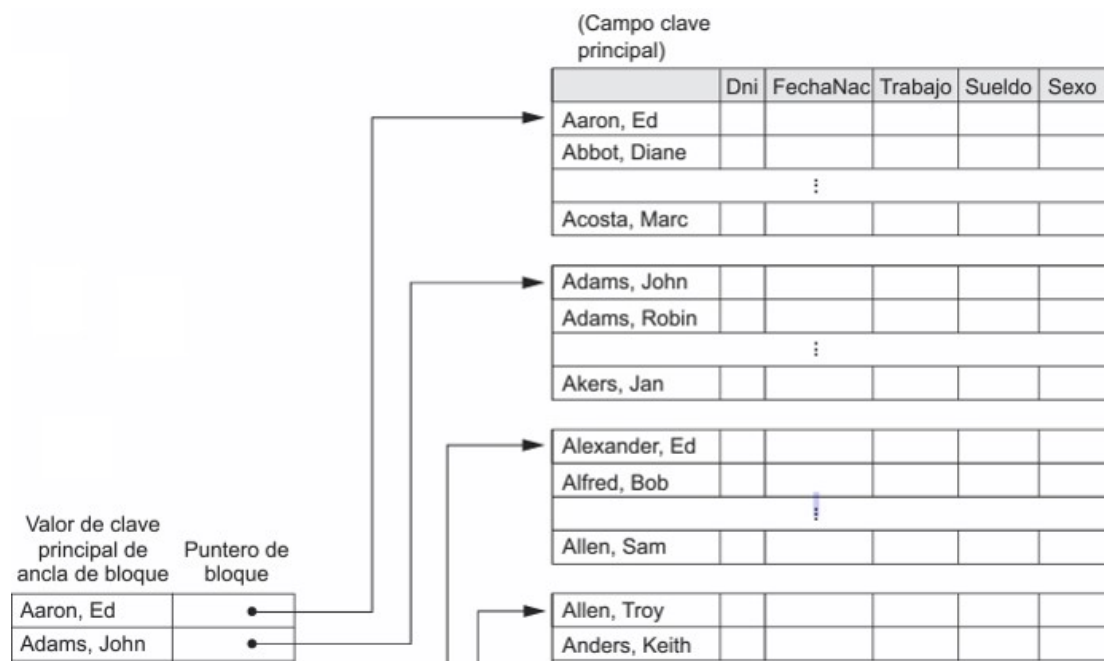 (Campo clave
principal)
Dni FechaNac Trabajo Sueldo Sexo
Aaron, Ed
Abbot, Diane
⋮
Acosta, Marc
Adams, John
Adams, Robin
⋮
Akers, Jan
Alexander, Ed
Alfred, Bob
⋮
Allen, Sam
Allen, Troy
Anders, Keith
Valor de clave
principal de
ancla de bloque
Puntero de
bloque
Aaron, Ed
Adams, John